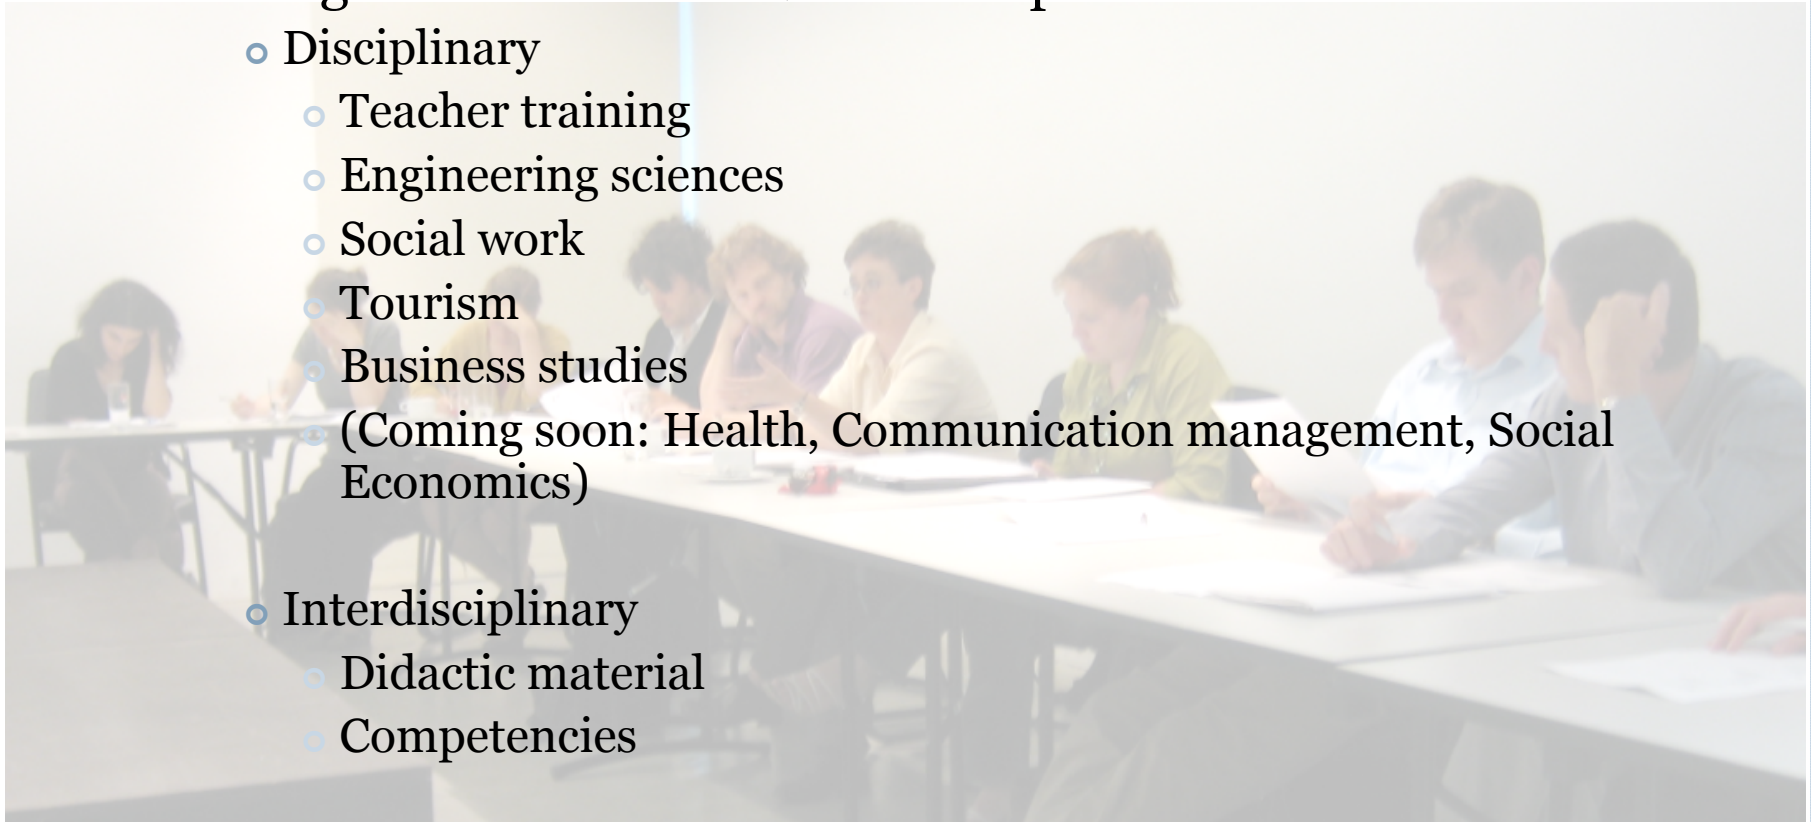 Disciplinary
Teacher training
Engineering sciences
Social work
Tourism
Business studies
(Coming soon: Health, Communication management, Social
Economics)
Interdisciplinary
Didactic material
Competencies